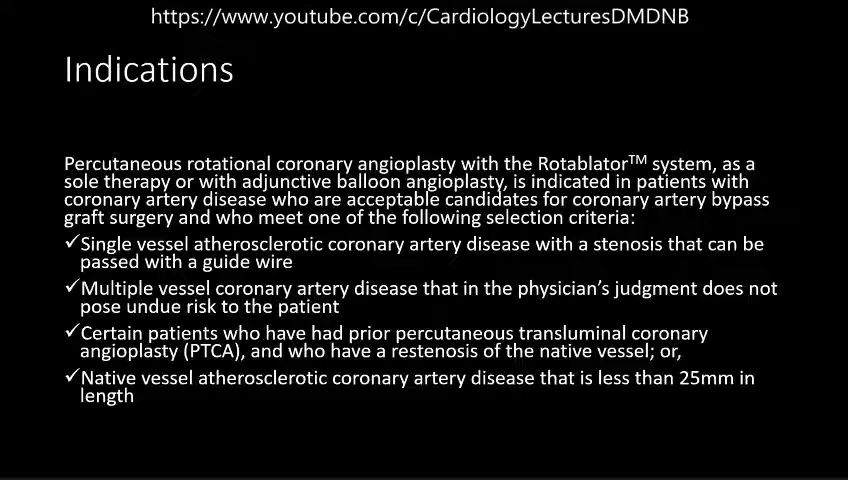 https://www.youtube.com/c/CardiologyLecturesDMDNB
Indications
Percutaneous rotational coronary angioplasty with the Rotablator™ system, as a
sole therapy or with adjunctive balloon angioplasty, is indicated in patients with
coronary artery disease who are acceptable candidates for coronary artery bypass
graft surgery and who meet one of the following selection criteria:
✓Single vessel atherosclerotic coronary artery disease with a stenosis that can be
passed with a guide wire
✓Multiple vessel coronary artery disease that in the physician’s judgment does not
pose undue risk to the patient
✓Certain patients who have had prior percutaneous transluminal coronary
angioplasty (PTCA), and who have a restenosis of the native vessel; or,
✓Native vessel atherosclerotic coronary artery disease that is less than 25mm in
length